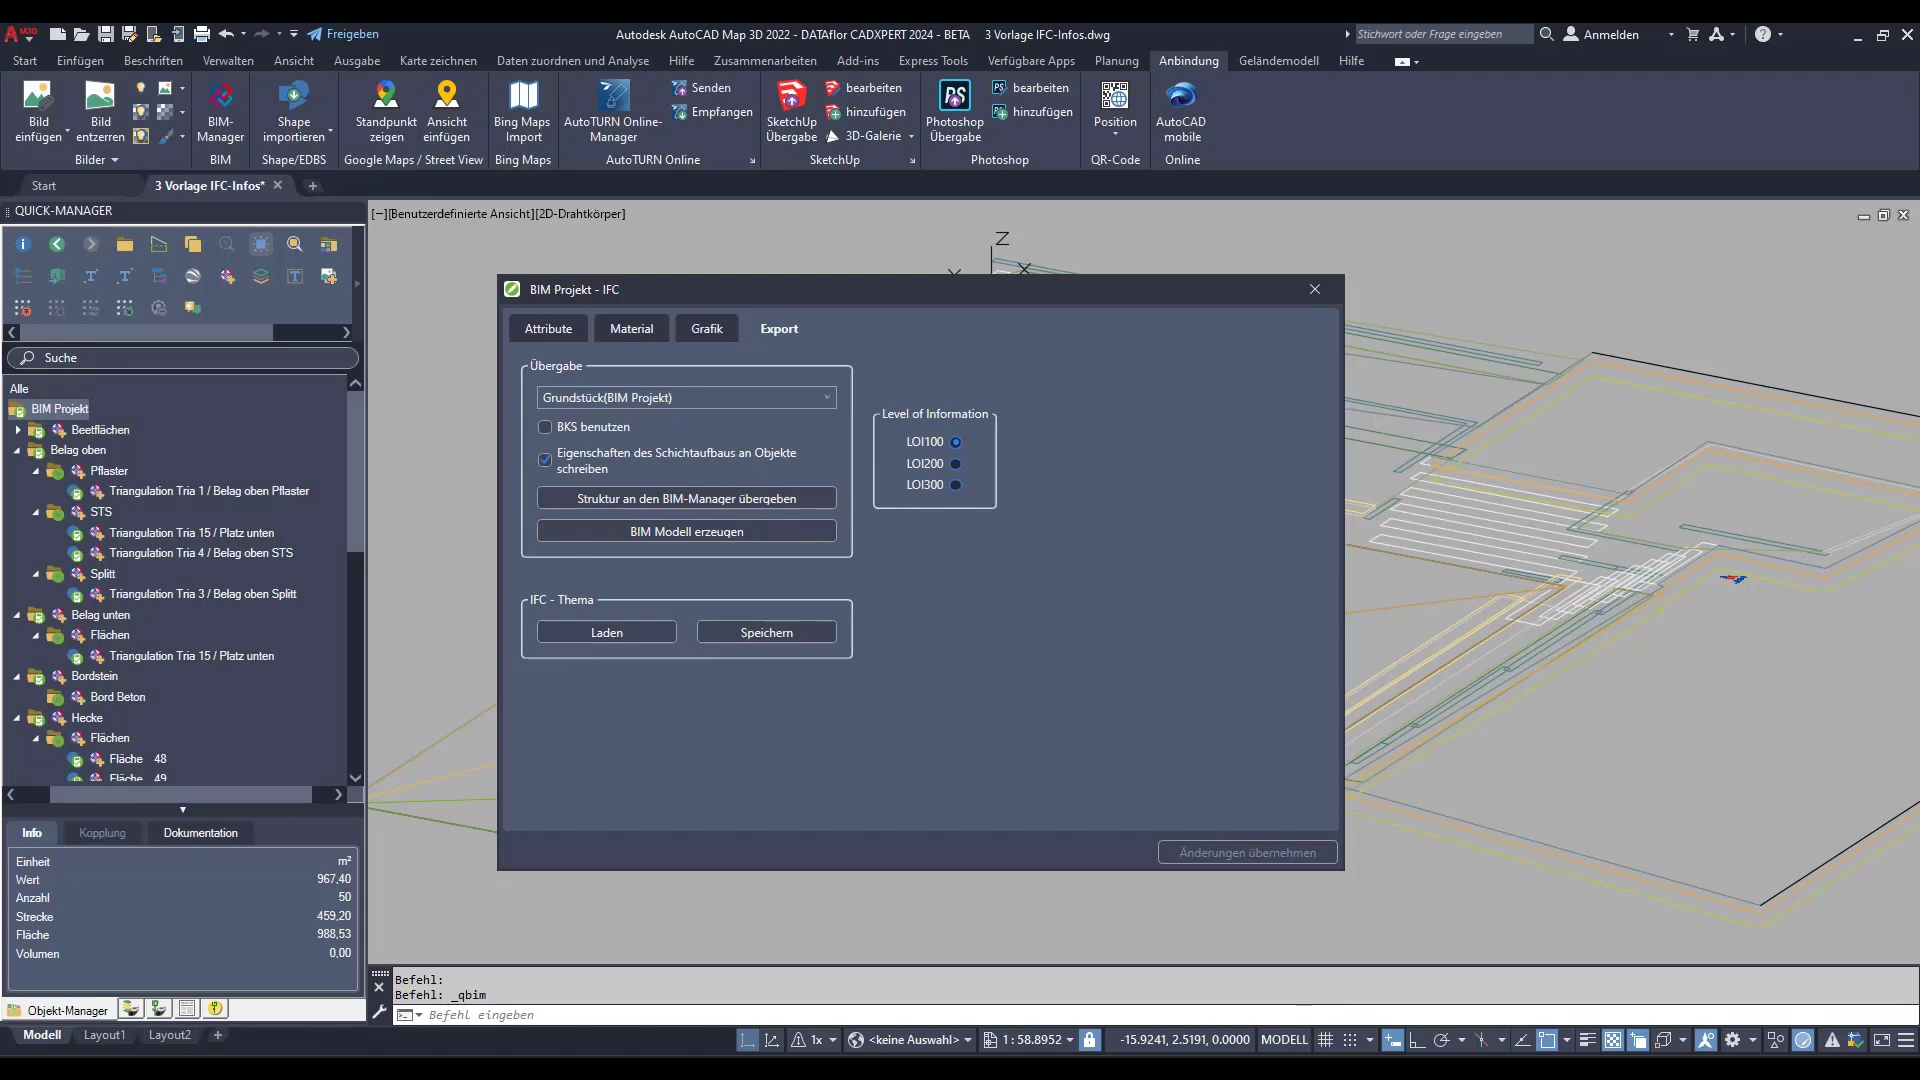 M3D
Freigeben
Autodesk AutoCAD Map 3D 2022 - DATAflor CADXPERT 2024 - BETA 3 Vorlage IFC-Infos.dwg
Stichwort oder Frage eingeben
Anmelden
Start Einfügen Beschriften Verwalten Ansicht Ausgabe Karte zeichnen Daten zuordnen und Analyse Hilfe Zusammenarbeiten Add-ins Express Tools Verfügbare Apps Planung Anbindung Geländemodell Hilfe
Bild einfügen
Bild entzerren
BIM-Manager
Shape importieren
Standpunkt zeigen
Ansicht einfügen
Bing Maps Import
AutoTURN Online-Manager
Senden
Empfangen
SketchUp Übergabe
bearbeiten
hinzufügen
3D-Galerie
Photoshop Übergabe
bearbeiten
hinzufügen
Position
AutoCAD mobile
Bilder BIM Shape/EDBS Google Maps / Street View Bing Maps AutoTURN Online SketchUp Photoshop QR-Code Online
Start 3 Vorlage IFC-Infos*
QUICK-MANAGER
[−][Benutzerdefinierte Ansicht][2D-Drahtkörper]
Z
Suche
Alle
BIM Projekt
Beetflächen
Belag oben
Pflaster
Triangulation Tria 1 / Belag oben Pflaster
STS
Triangulation Tria 15 / Platz unten
Triangulation Tria 4 / Belag oben STS
Splitt
Triangulation Tria 3 / Belag oben Splitt
Belag unten
Flächen
Triangulation Tria 15 / Platz unten
Bordstein
Bord Beton
Hecke
Flächen
Fläche 48
Fläche 49
Info Kopplung Dokumentation
Einheit m²
Wert 967,40
Anzahl 50
Strecke 459,20
Fläche 988,53
Volumen 0,00
Objekt-Manager
BIM Projekt - IFC
Attribute Material Grafik Export
Übergabe
Grundstück(BIM Projekt)
BKS benutzen
Eigenschaften des Schichtaufbaus an Objekte
schreiben
Struktur an den BIM-Manager übergeben
BIM Modell erzeugen
Level of Information
LOI100
LOI200
LOI300
IFC - Thema
Laden Speichern
Änderungen übernehmen
Befehl:
Befehl: _qbim
Befehl eingeben
Modell Layout1 Layout2
1x <keine Auswahl> 1 : 58.8952 -15.9241, 2.5191, 0.0000 MODELL